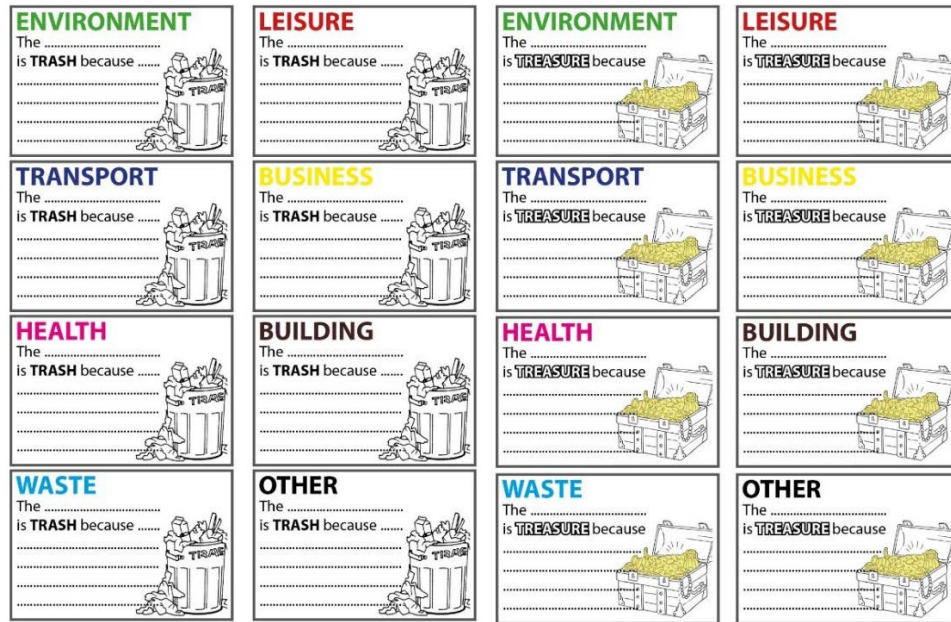 ENVIRONMENT
The ..................................
is TRASH because ......
LEISURE
The ..................................
is TRASH because ......
ENVIRONMENT
The ..................................
is TREASURE because
LEISURE
The ..................................
is TREASURE because
TRANSPORT
The ..................................
is TRASH because ......
BUSINESS
The ..................................
is TRASH because ......
TRANSPORT
The ..................................
is TREASURE because
BUSINESS
The ..................................
is TREASURE because
HEALTH
The ..................................
is TRASH because ......
BUILDING
The ..................................
is TRASH because ......
HEALTH
The ..................................
is TREASURE because
BUILDING
The ..................................
is TREASURE because
WASTE
The ..................................
is TRASH because ......
OTHER
The ..................................
is TRASH because ......
WASTE
The ..................................
is TREASURE because
OTHER
The ..................................
is TREASURE because